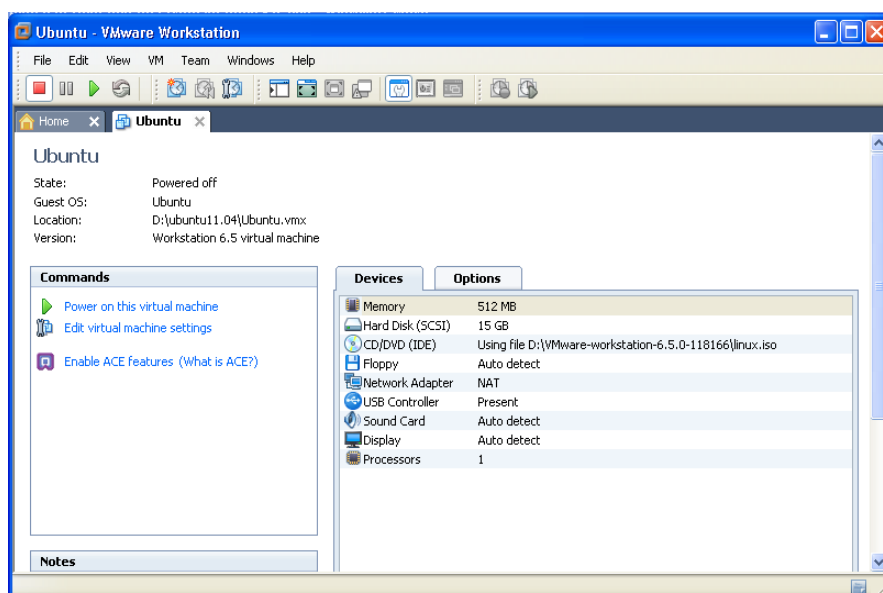 Ubuntu - VMware Workstation
File Edit View VM Team Windows Help
Home Ubuntu
Ubuntu
State: Powered off
Guest OS: Ubuntu
Location: D:\ubuntu11.04\Ubuntu.vmx
Version: Workstation 6.5 virtual machine
Commands
Power on this virtual machine
Edit virtual machine settings
Enable ACE features (What is ACE?)
Devices Options
Memory 512 MB
Hard Disk (SCSI) 15 GB
CD/DVD (IDE) Using file D:\VMware-workstation-6.5.0-118166\linux.iso
Floppy Auto detect
Network Adapter NAT
USB Controller Present
Sound Card Auto detect
Display Auto detect
Processors 1
Notes